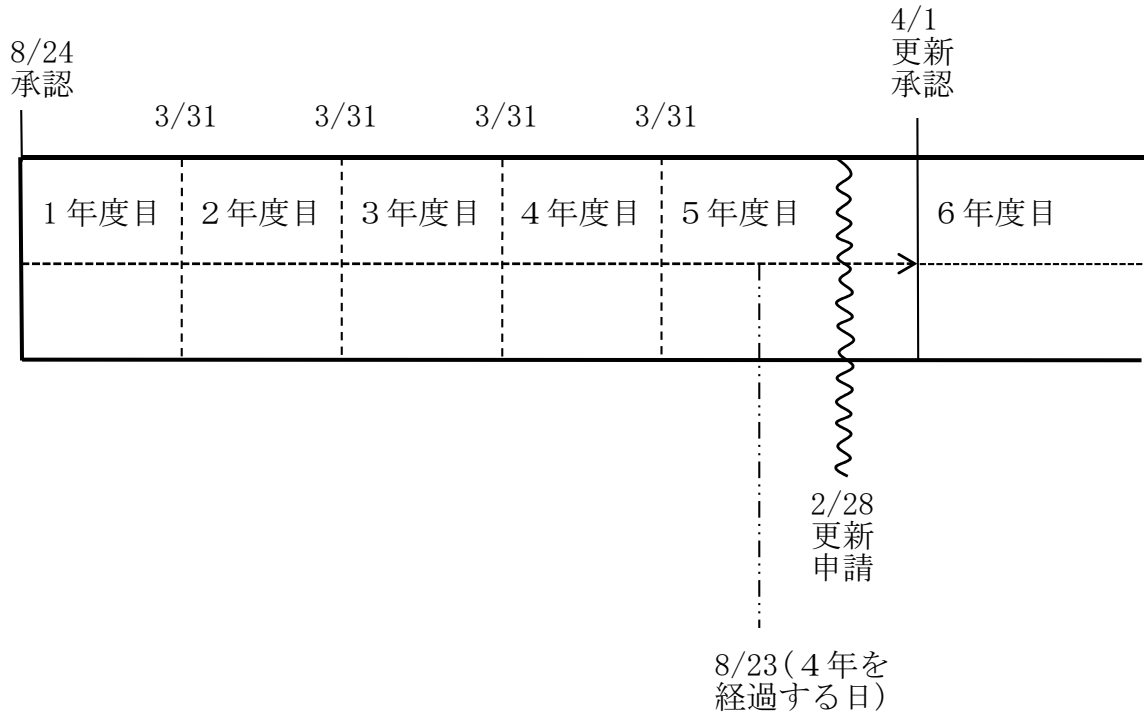 8/24
承認
4/1
更新
承認
3/31
3/31
3/31
3/31
1年度目
2年度目
3年度目
4年度目
5年度目
6年度目
2/28
更新
申請
8/23(4年を
経過する日)